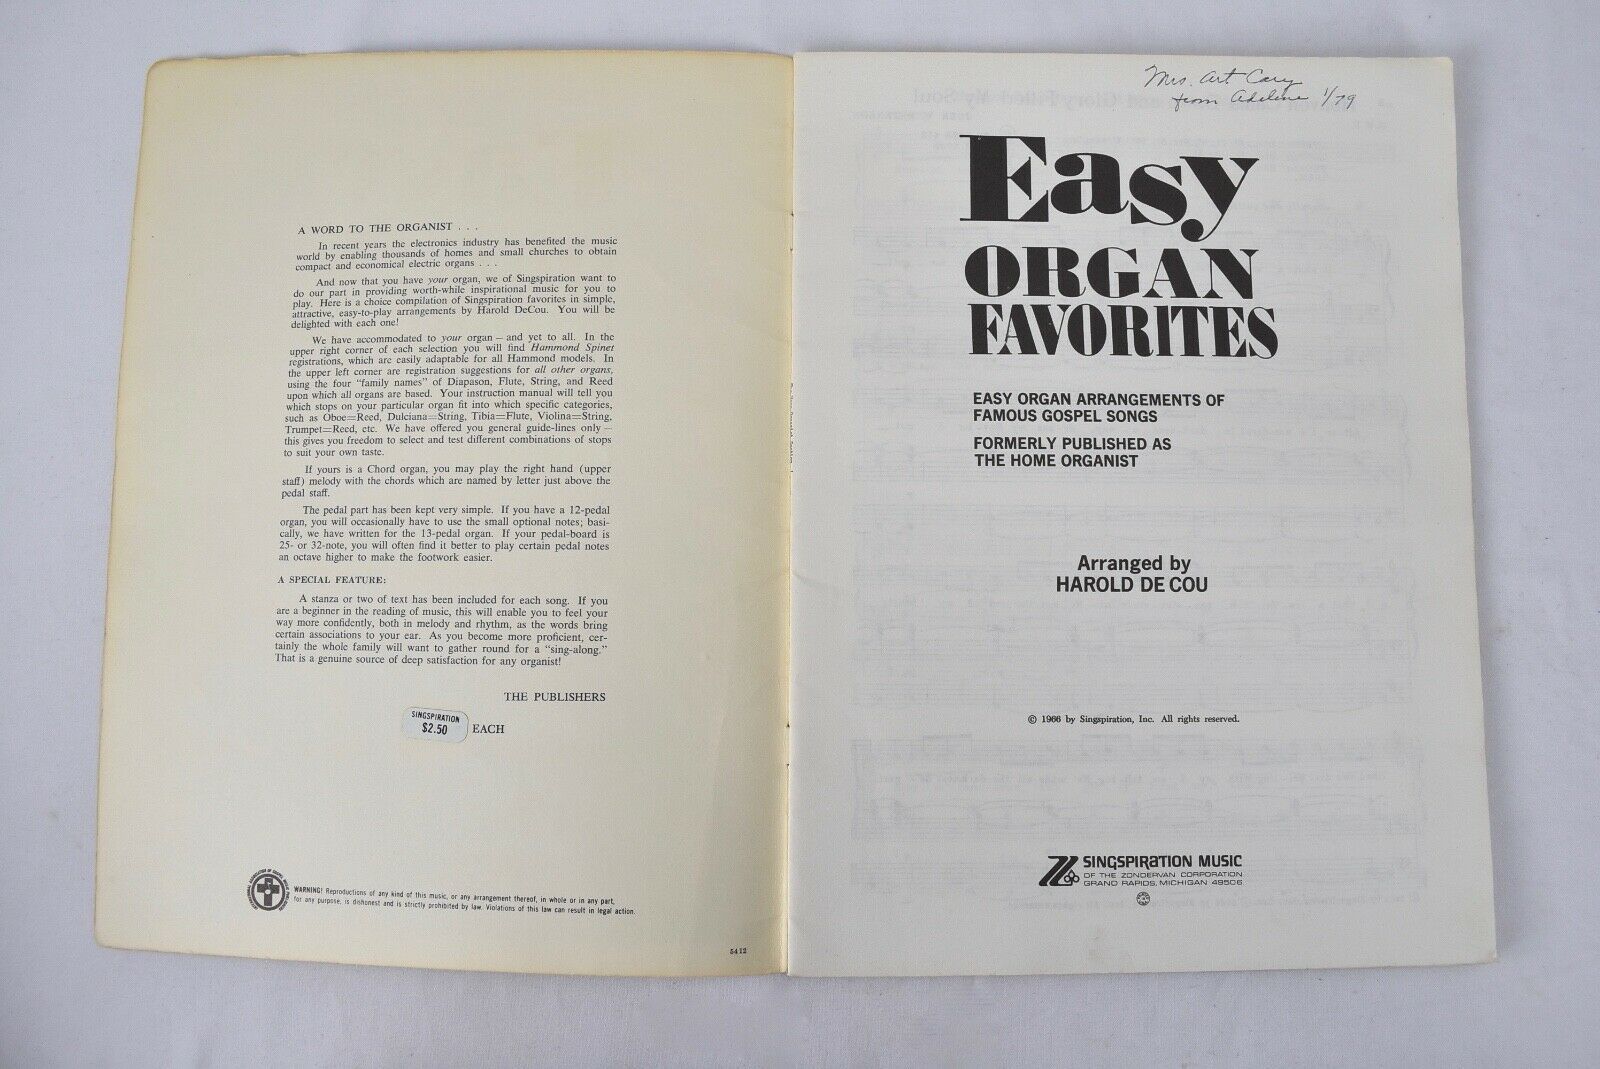 A WORD TO THE ORGANIST . . .
In recent years the electronics industry has benefited the music
world by enabling thousands of homes and small churches to obtain
compact and economical electric organs . . .
And now that you have your organ, we of Singspiration want to
do our part in providing worth-while inspirational music for you to
play. Here is a choice compilation of Singspiration favorites in simple,
attractive, easy-to-play arrangements by Harold DeCou. You will be
delighted with each one!
We have accommodated to your organ — and yet to all. In the
upper right corner of each selection you will find Hammond Spinet
registrations, which are easily adaptable for all Hammond models. In
the upper left corner are registration suggestions for all other organs,
using the four "family names" of Diapason, Flute, String, and Reed
upon which all organs are based. Your instruction manual will tell you
which stops on your particular organ fit into which specific categories,
such as Oboe=Reed, Dulciana=String, Tibia=Flute, Violina=String,
Trumpet=Reed, etc. We have offered you general guide-lines only —
this gives you freedom to select and test different combinations of stops
to suit your own taste.
If yours is a Chord organ, you may play the right hand (upper
staff) melody with the chords which are named by letter just above the
pedal staff.
The pedal part has been kept very simple. If you have a 12-pedal
organ, you will occasionally have to use the small optional notes; basi-
cally, we have written for the 13-pedal organ. If your pedal-board is
25- or 32-note, you will often find it better to play certain pedal notes
an octave higher to make the footwork easier.
A SPECIAL FEATURE:
A stanza or two of text has been included for each song. If you
are a beginner in the reading of music, this will enable you to feel your
way more confidently, both in melody and rhythm, as the words bring
certain associations to your ear. As you become more proficient, cer-
tainly the whole family will want to gather round for a "sing-along."
That is a genuine source of deep satisfaction for any organist!
THE PUBLISHERS
SINGSPIRATION
$2.50 EACH
WARNING! Reproductions of any kind of this music, or any arrangement thereof, in whole or in any part,
for any purpose, is dishonest and is strictly prohibited by law. Violations of this law can result in legal action.
5412
Mrs. Art Cary
from Adeline 1/79
Easy
ORGAN
FAVORITES
EASY ORGAN ARRANGEMENTS OF
FAMOUS GOSPEL SONGS
FORMERLY PUBLISHED AS
THE HOME ORGANIST
Arranged by
HAROLD DE COU
© 1966 by Singspiration, Inc. All rights reserved.
SINGSPIRATION MUSIC
OF THE ZONDERVAN CORPORATION
GRAND RAPIDS, MICHIGAN 49506